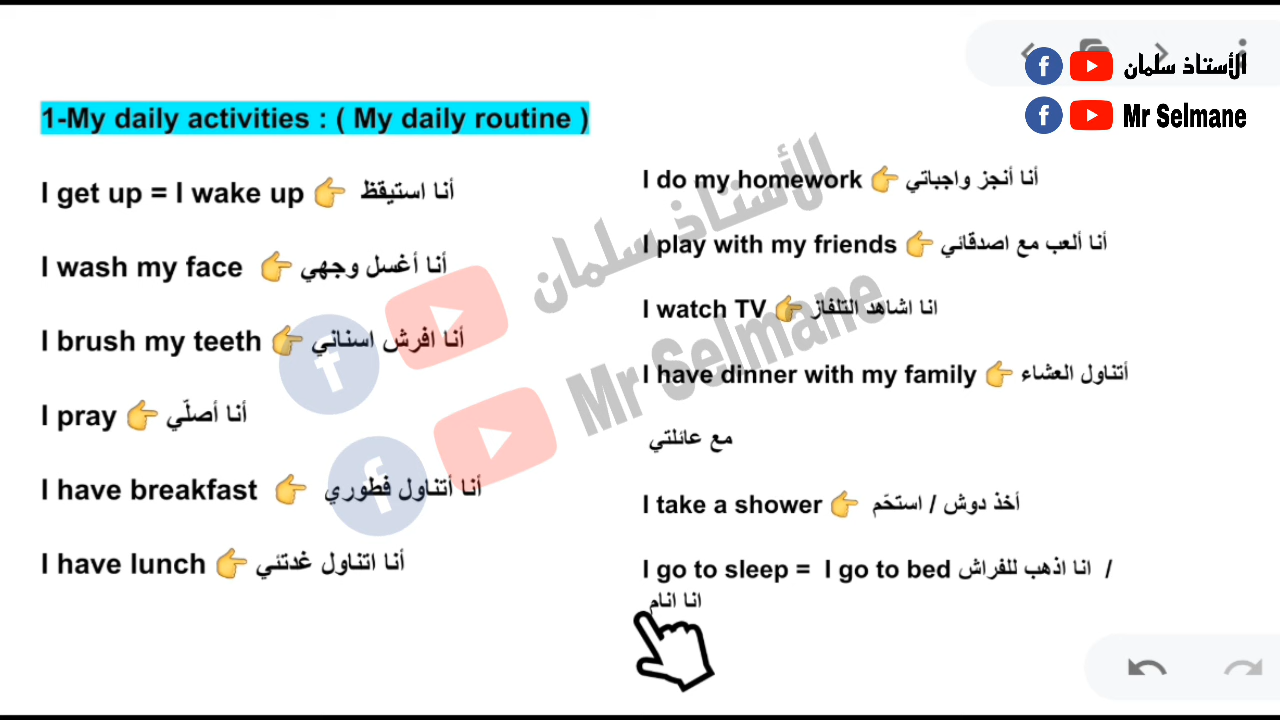 الأستاذ سلمان
Mr Selmane
1-My daily activities : ( My daily routine )
I get up = I wake up 👉 أنا استيقظ
I wash my face 👉 أنا أغسل وجهي
I brush my teeth 👉 أنا افرش اسناني
I pray 👉 أنا أصلّي
I have breakfast 👉 أنا أتناول فطوري
I have lunch 👉 أنا اتناول غدتئي
I do my homework 👉 أنا أنجز واجباتي
I play with my friends 👉 أنا ألعب مع اصدقائي
I watch TV 👉 انا اشاهد التلفاز
I have dinner with my family 👉 أتناول العشاء
مع عائلتي
I take a shower 👉 أخذ دوش / استحّم
I go to sleep = I go to bed انا اذهب للفراش /
انا انام
الأستاذ سلمان
Mr Selmane